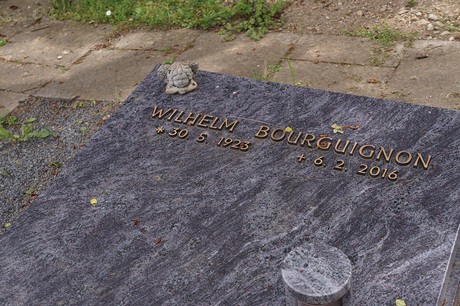 WILHELM BOURGUIGNON
* 30. 5. 1923 + 6. 2. 2016